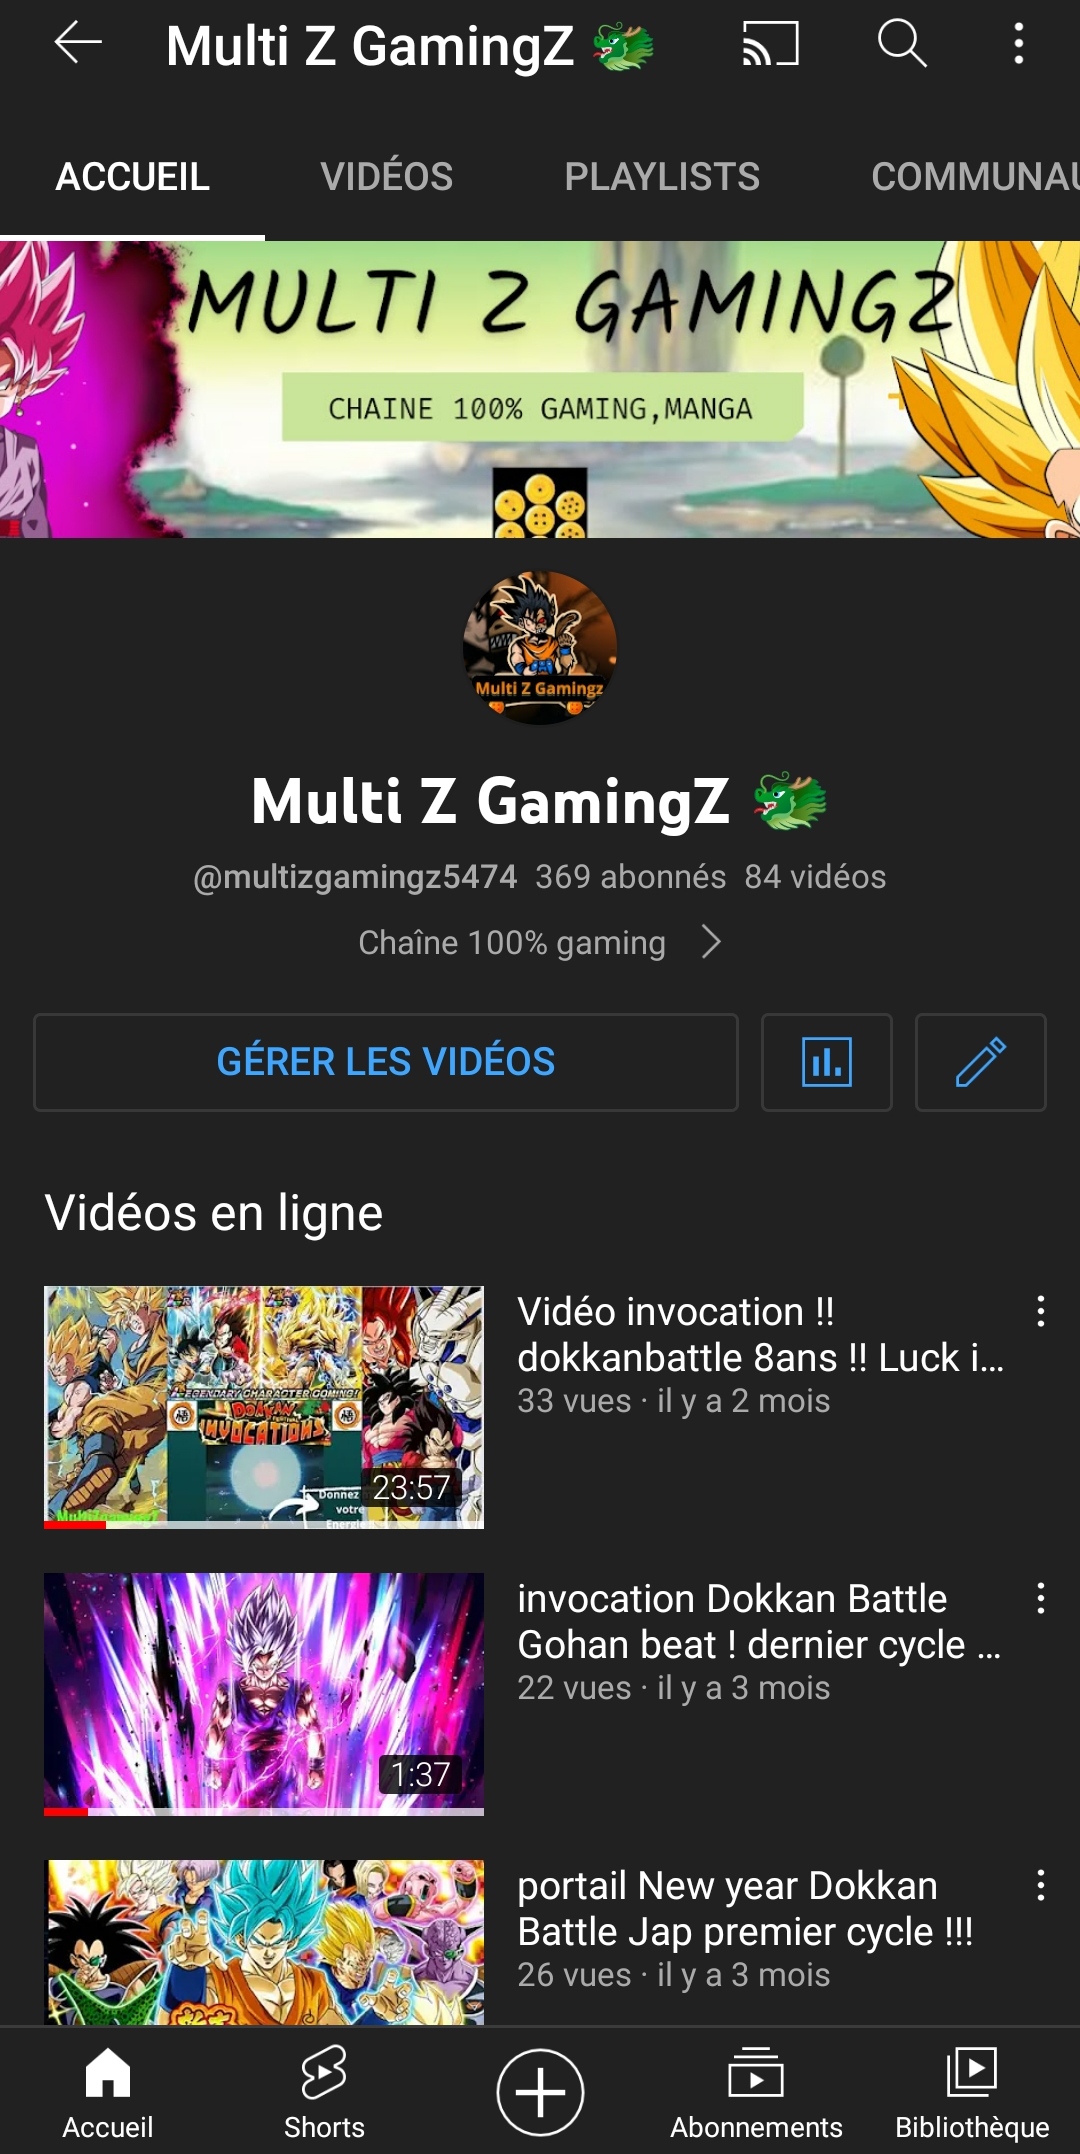 Multi Z GamingZ
ACCUEIL VIDÉOS PLAYLISTS COMMUNAU
MULTI Z GAMINGZ
CHAINE 100% GAMING,MANGA
Multi Z Gamingz
Multi Z GamingZ
@multizgamingz5474 369 abonnés 84 vidéos
Chaîne 100% gaming
GÉRER LES VIDÉOS
Vidéos en ligne
LEGENDARY CHARACTER COMING!
DOKKAN
INVOCATIONS
Donnez
votre
Energie
MultiZgamingZ
23:57
Vidéo invocation !!
dokkanbattle 8ans !! Luck i...
33 vues · il y a 2 mois
1:37
invocation Dokkan Battle
Gohan beat ! dernier cycle ...
22 vues · il y a 3 mois
portail New year Dokkan
Battle Jap premier cycle !!!
26 vues · il y a 3 mois
Accueil Shorts Abonnements Bibliothèque